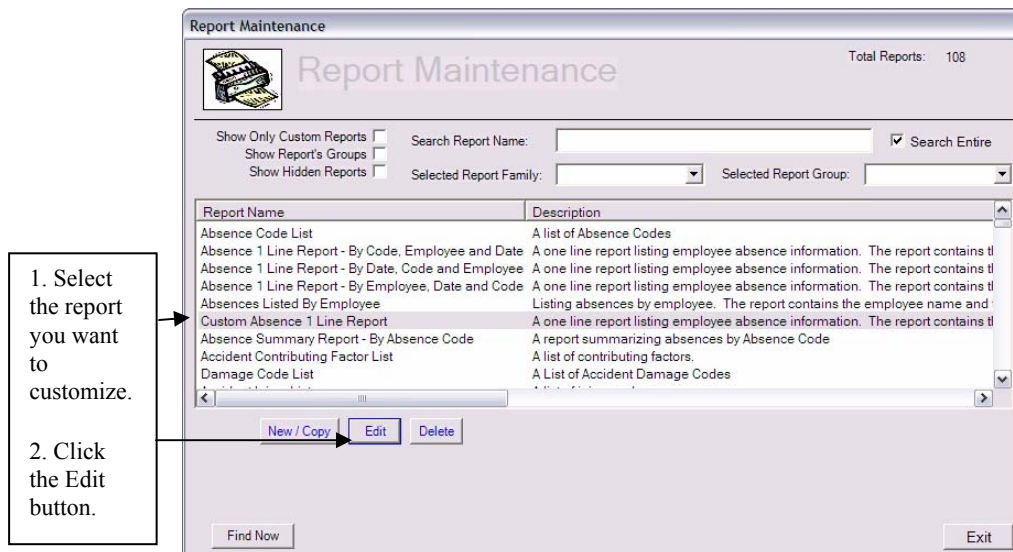 Report Maintenance
Report Maintenance
Total Reports: 108
Show Only Custom Reports
Search Report Name:
Search Entire
Show Report's Groups
Show Hidden Reports
Selected Report Family:
Selected Report Group:
Report Name Description
Absence Code List A list of Absence Codes
Absence 1 Line Report - By Code, Employee and Date A one line report listing employee absence information. The report contains
Absence 1 Line Report - By Date, Code and Employee A one line report listing employee absence information. The report contains
Absence 1 Line Report - By Employee, Date and Code A one line report listing employee absence information. The report contains
Absences Listed By Employee Listing absences by employee. The report contains the employee name and
Custom Absence 1 Line Report A one line report listing employee absence information. The report contains
Absence Summary Report - By Absence Code A report summarizing absences by Absence Code
Accident Contributing Factor List A list of contributing factors.
Damage Code List A List of Accident Damage Codes
New / Copy Edit Delete
Find Now Exit
1. Select
the report
you want
to
customize.
2. Click
the Edit
button.